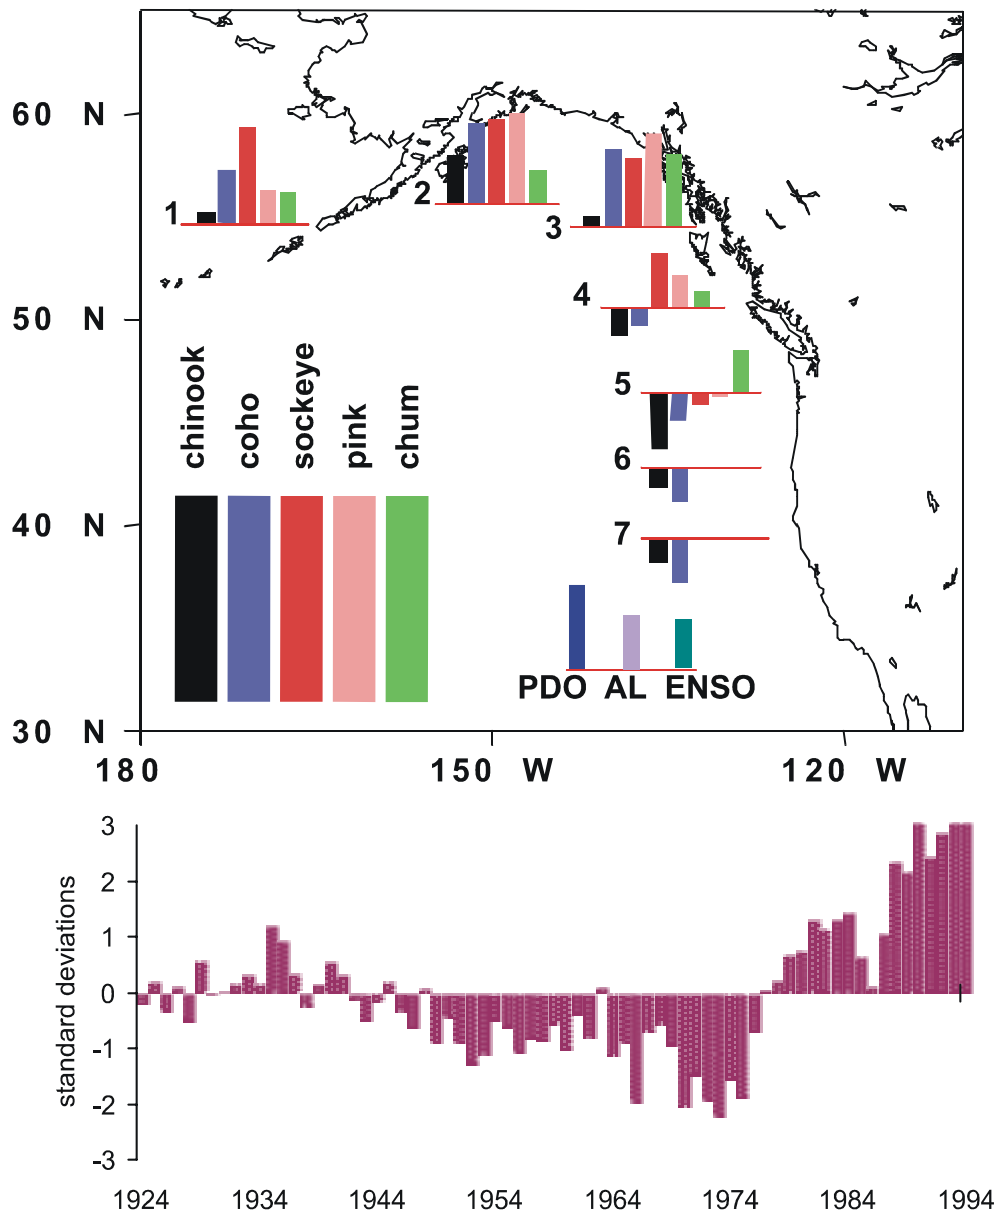 60 N
1
2
3
50 N
4
chinook
coho
sockeye
pink
chum
5
6
40 N
7
PDO AL ENSO
30 N
180 150 W 120 W
standard deviations
3
2
1
0
-1
-2
-3
1924 1934 1944 1954 1964 1974 1984 1994